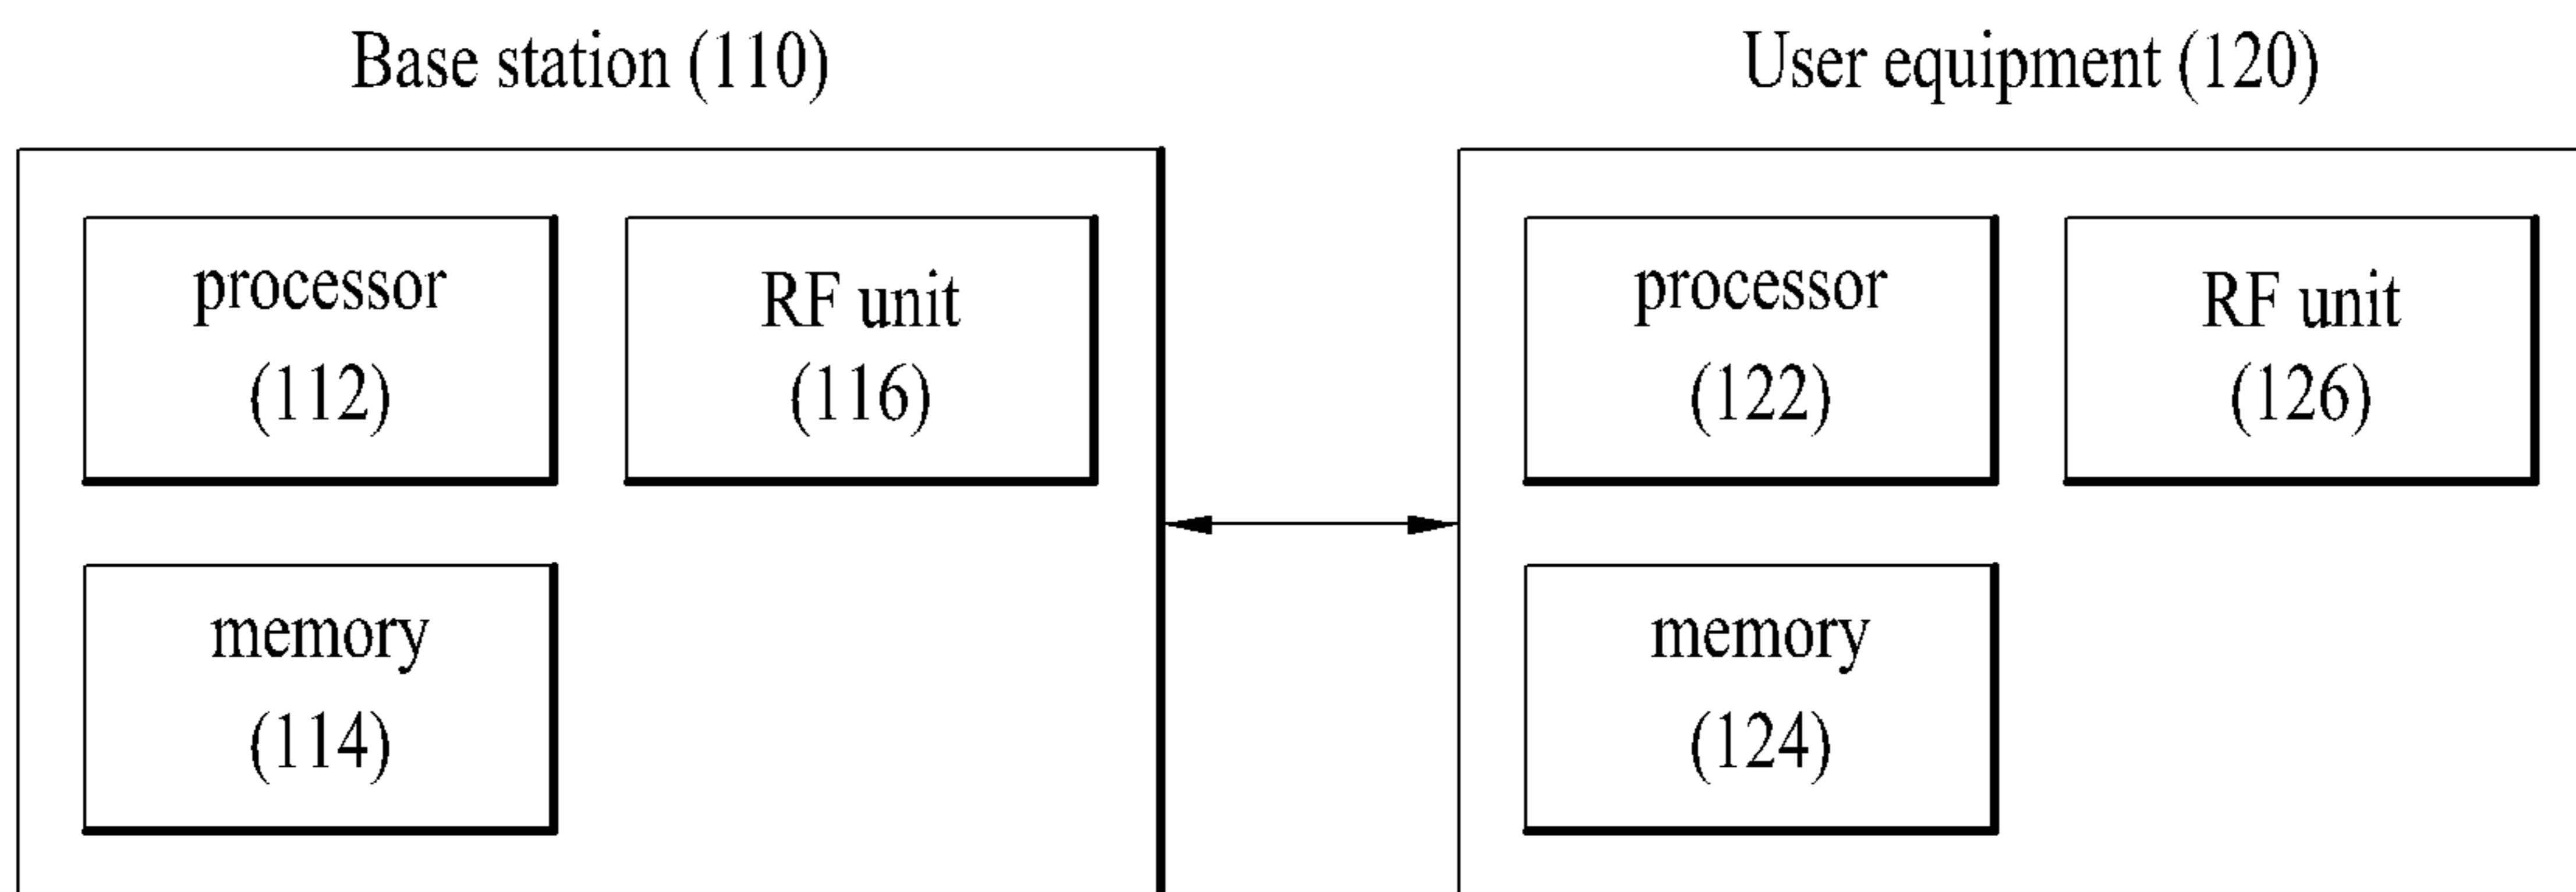 Base station (110)
processor
(112)
RF unit
(116)
memory
(114)
User equipment (120)
processor
(122)
RF unit
(126)
memory
(124)